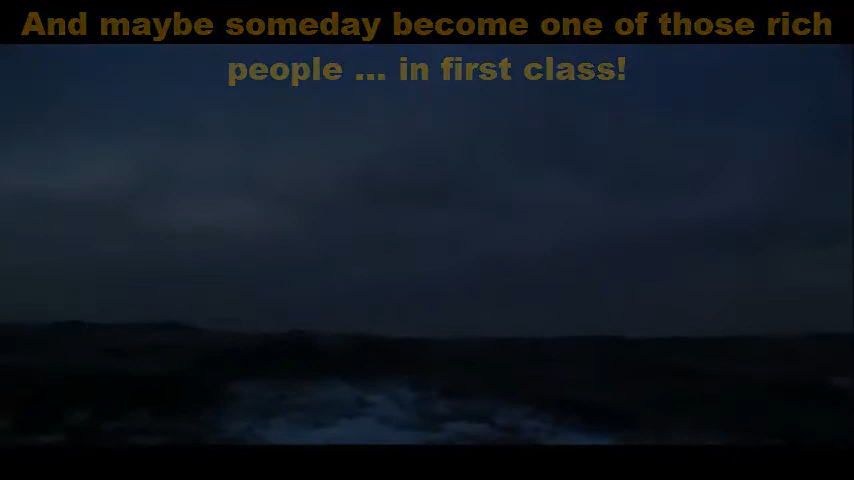 And maybe someday become one of those rich
people ... in first class!